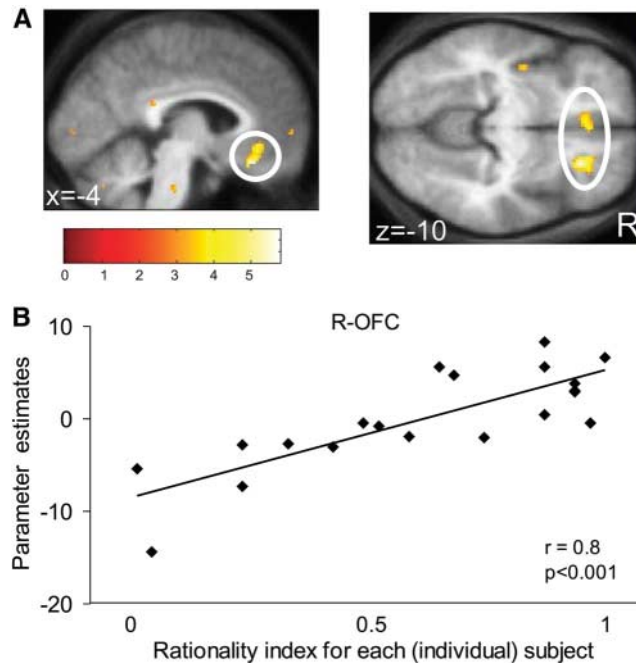 A
x=-4
z=-10
R
0 1 2 3 4 5
B
R-OFC
Parameter estimates
10
0
-10
-20
r = 0.8
p<0.001
0 0.5 1
Rationality index for each (individual) subject